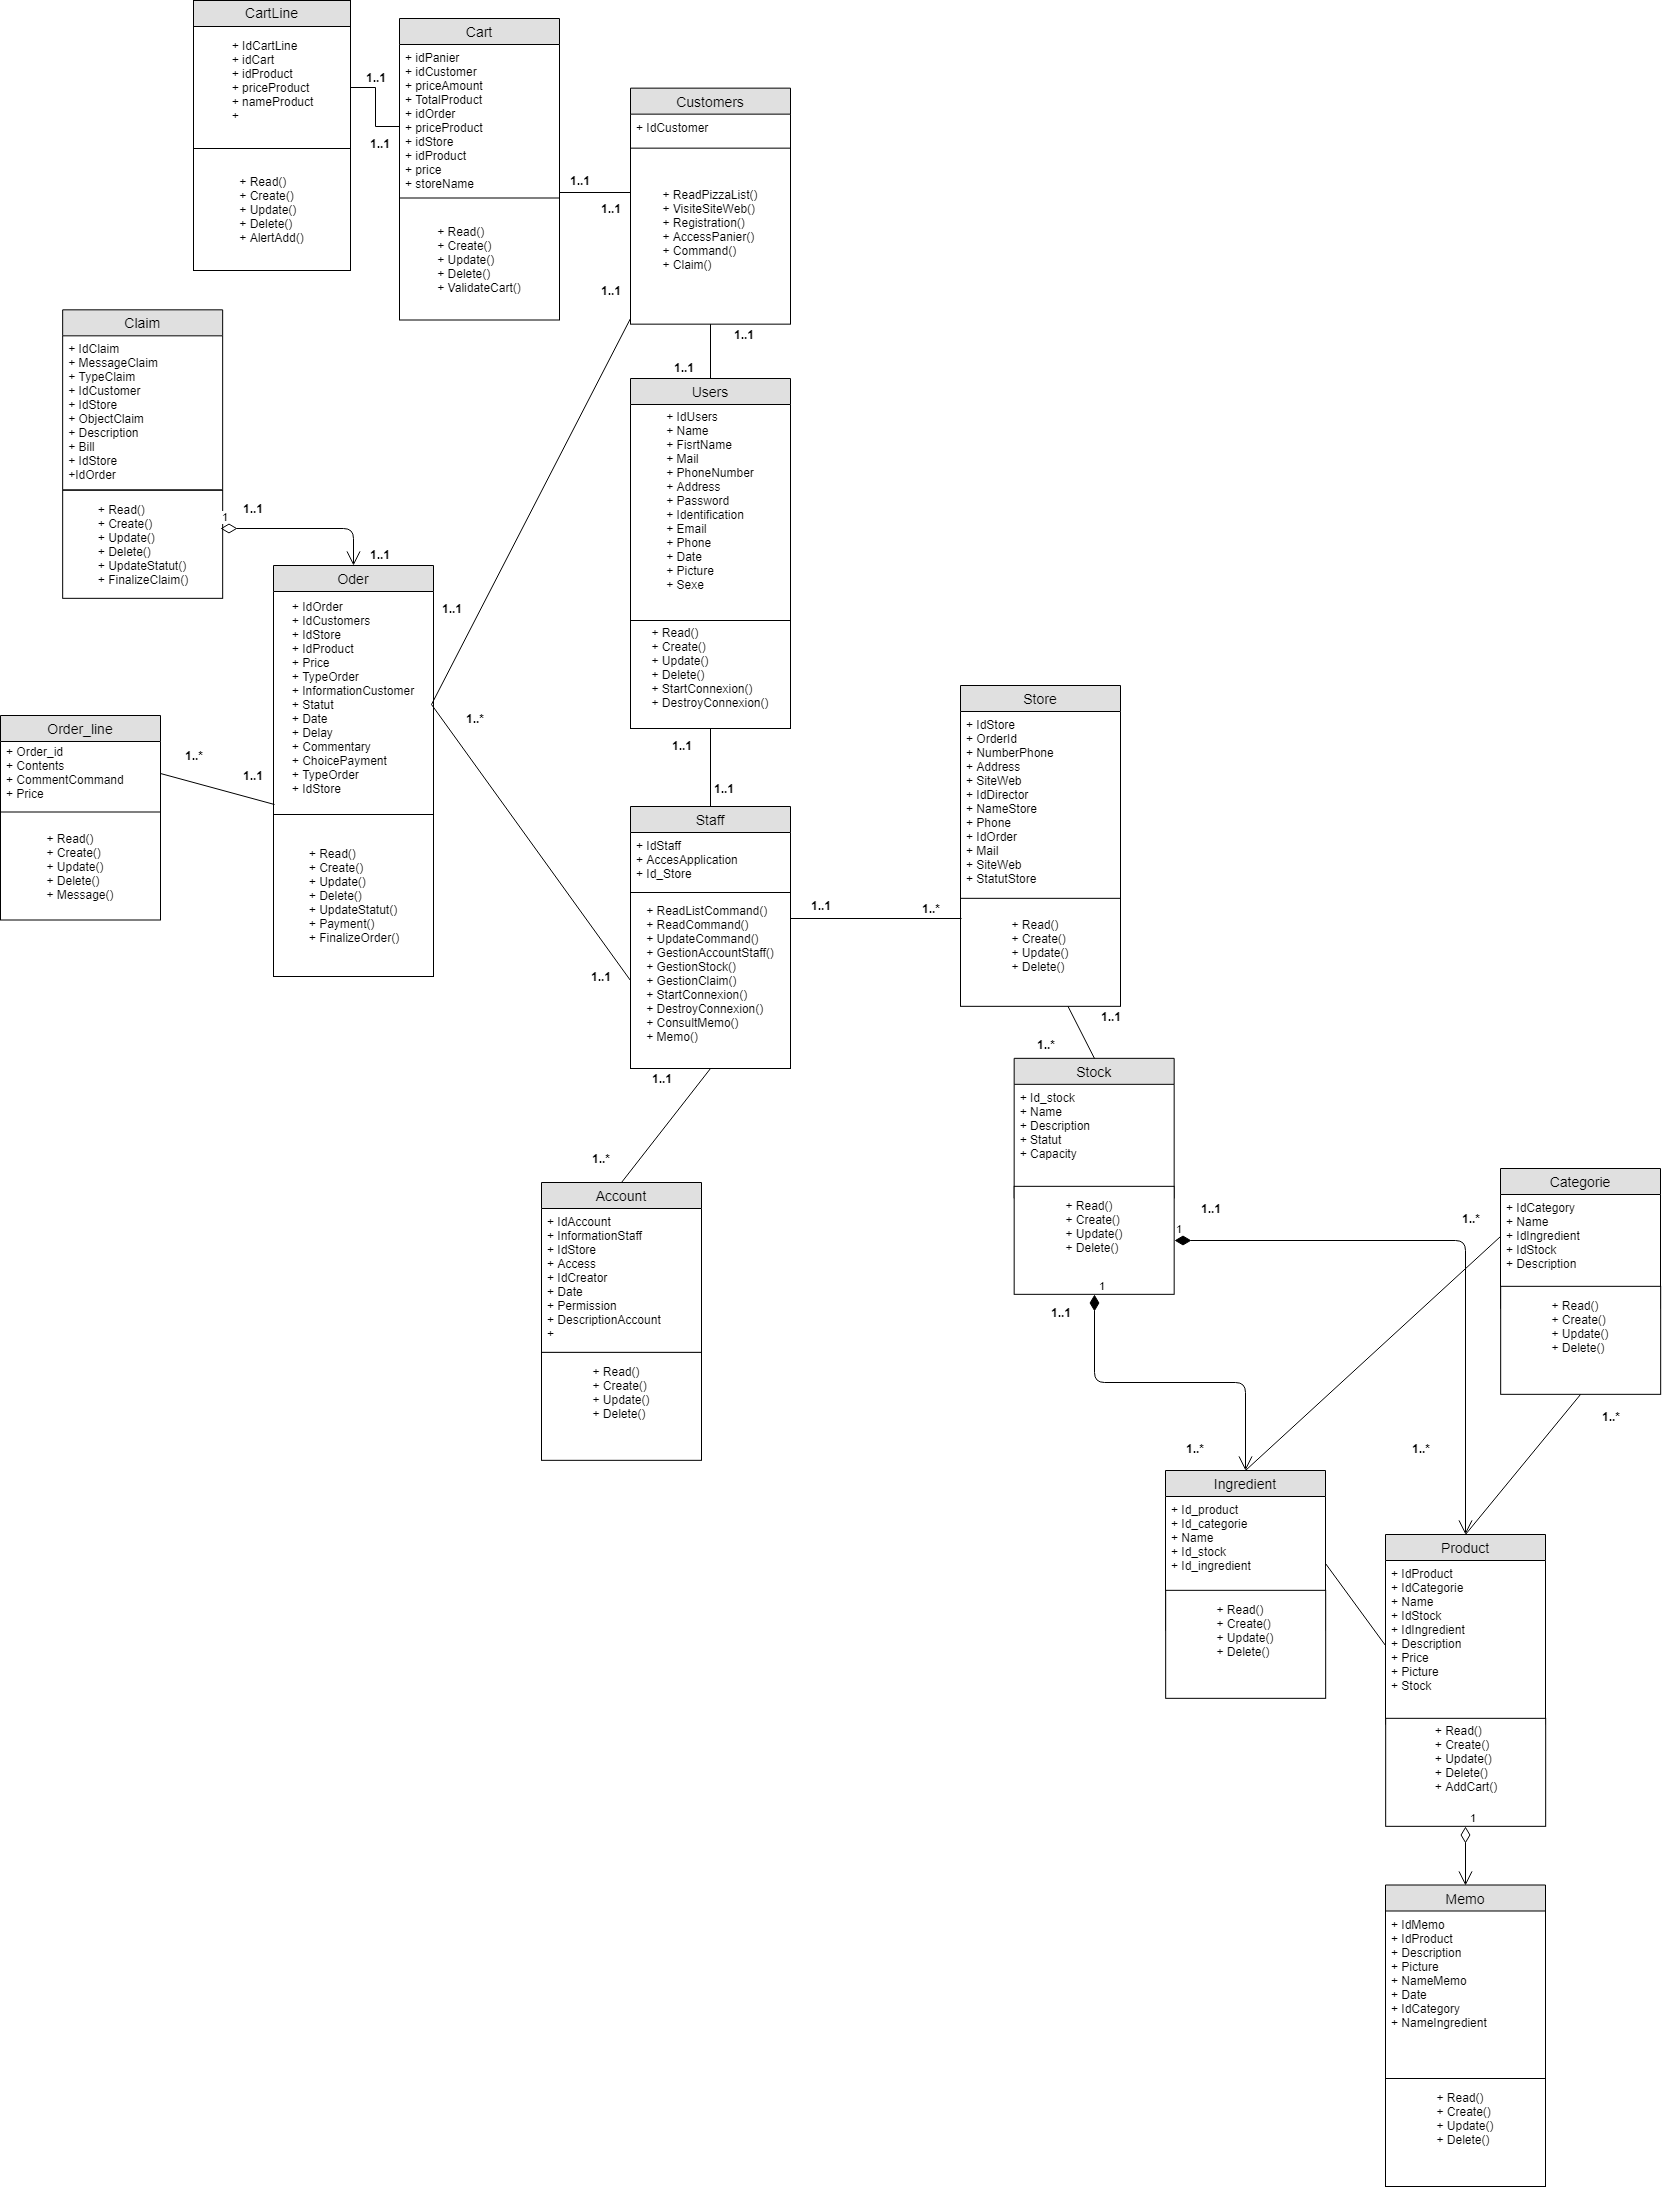 CartLine
+ IdCartLine
+ idCart
+ idProduct
+ priceProduct
+ nameProduct
+
+ Read()
+ Create()
+ Update()
+ Delete()
+ AlertAdd()
1..1
1..1
Cart
+ idPanier
+ idCustomer
+ priceAmount
+ TotalProduct
+ idOrder
+ priceProduct
+ idStore
+ idProduct
+ price
+ storeName
+ Read()
+ Create()
+ Update()
+ Delete()
+ ValidateCart()
1..1
1..1
Customers
+ IdCustomer
+ ReadPizzaList()
+ VisiteSiteWeb()
+ Registration()
+ AccessPanier()
+ Command()
+ Claim()
1..1
1..1
1..1
Claim
+ IdClaim
+ MessageClaim
+ TypeClaim
+ IdCustomer
+ IdStore
+ ObjectClaim
+ Description
+ Bill
+ IdStore
+IdOrder
+ Read()
+ Create()
+ Update()
+ Delete()
+ UpdateStatut()
+ FinalizeClaim()
1
1..1
1..1
Users
+ IdUsers
+ Name
+ FisrtName
+ Mail
+ PhoneNumber
+ Address
+ Password
+ Identification
+ Email
+ Phone
+ Date
+ Picture
+ Sexe
+ Read()
+ Create()
+ Update()
+ Delete()
+ StartConnexion()
+ DestroyConnexion()
1..1
1..1
Oder
+ IdOrder
+ IdCustomers
+ IdStore
+ IdProduct
+ Price
+ TypeOrder
+ InformationCustomer
+ Statut
+ Date
+ Delay
+ Commentary
+ ChoicePayment
+ TypeOrder
+ IdStore
+ Read()
+ Create()
+ Update()
+ Delete()
+ UpdateStatut()
+ Payment()
+ FinalizeOrder()
1..1
1..*
1..1
Order_line
+ Order_id
+ Contents
+ CommentCommand
+ Price
+ Read()
+ Create()
+ Update()
+ Delete()
+ Message()
1..*
1..1
Staff
+ IdStaff
+ AccesApplication
+ Id_Store
+ ReadListCommand()
+ ReadCommand()
+ UpdateCommand()
+ GestionAccountStaff()
+ GestionStock()
+ GestionClaim()
+ StartConnexion()
+ DestroyConnexion()
+ ConsultMemo()
+ Memo()
1..1
1..*
1..1
1..*
Store
+ IdStore
+ OrderId
+ NumberPhone
+ Address
+ SiteWeb
+ IdDirector
+ NameStore
+ Phone
+ IdOrder
+ Mail
+ SiteWeb
+ StatutStore
+ Read()
+ Create()
+ Update()
+ Delete()
1..1
1..*
Stock
+ Id_stock
+ Name
+ Description
+ Statut
+ Capacity
+ Read()
+ Create()
+ Update()
+ Delete()
1
1..1
1
1..1
Account
+ IdAccount
+ InformationStaff
+ IdStore
+ Access
+ IdCreator
+ Date
+ Permission
+ DescriptionAccount
+
+ Read()
+ Create()
+ Update()
+ Delete()
Categorie
+ IdCategory
+ Name
+ IdIngredient
+ IdStock
+ Description
+ Read()
+ Create()
+ Update()
+ Delete()
1..*
1..*
1..*
1..*
Ingredient
+ Id_product
+ Id_categorie
+ Name
+ Id_stock
+ Id_ingredient
+ Read()
+ Create()
+ Update()
+ Delete()
Product
+ IdProduct
+ IdCategorie
+ Name
+ IdStock
+ IdIngredient
+ Description
+ Price
+ Picture
+ Stock
+ Read()
+ Create()
+ Update()
+ Delete()
+ AddCart()
1
Memo
+ IdMemo
+ IdProduct
+ Description
+ Picture
+ NameMemo
+ Date
+ IdCategory
+ NameIngredient
+ Read()
+ Create()
+ Update()
+ Delete()